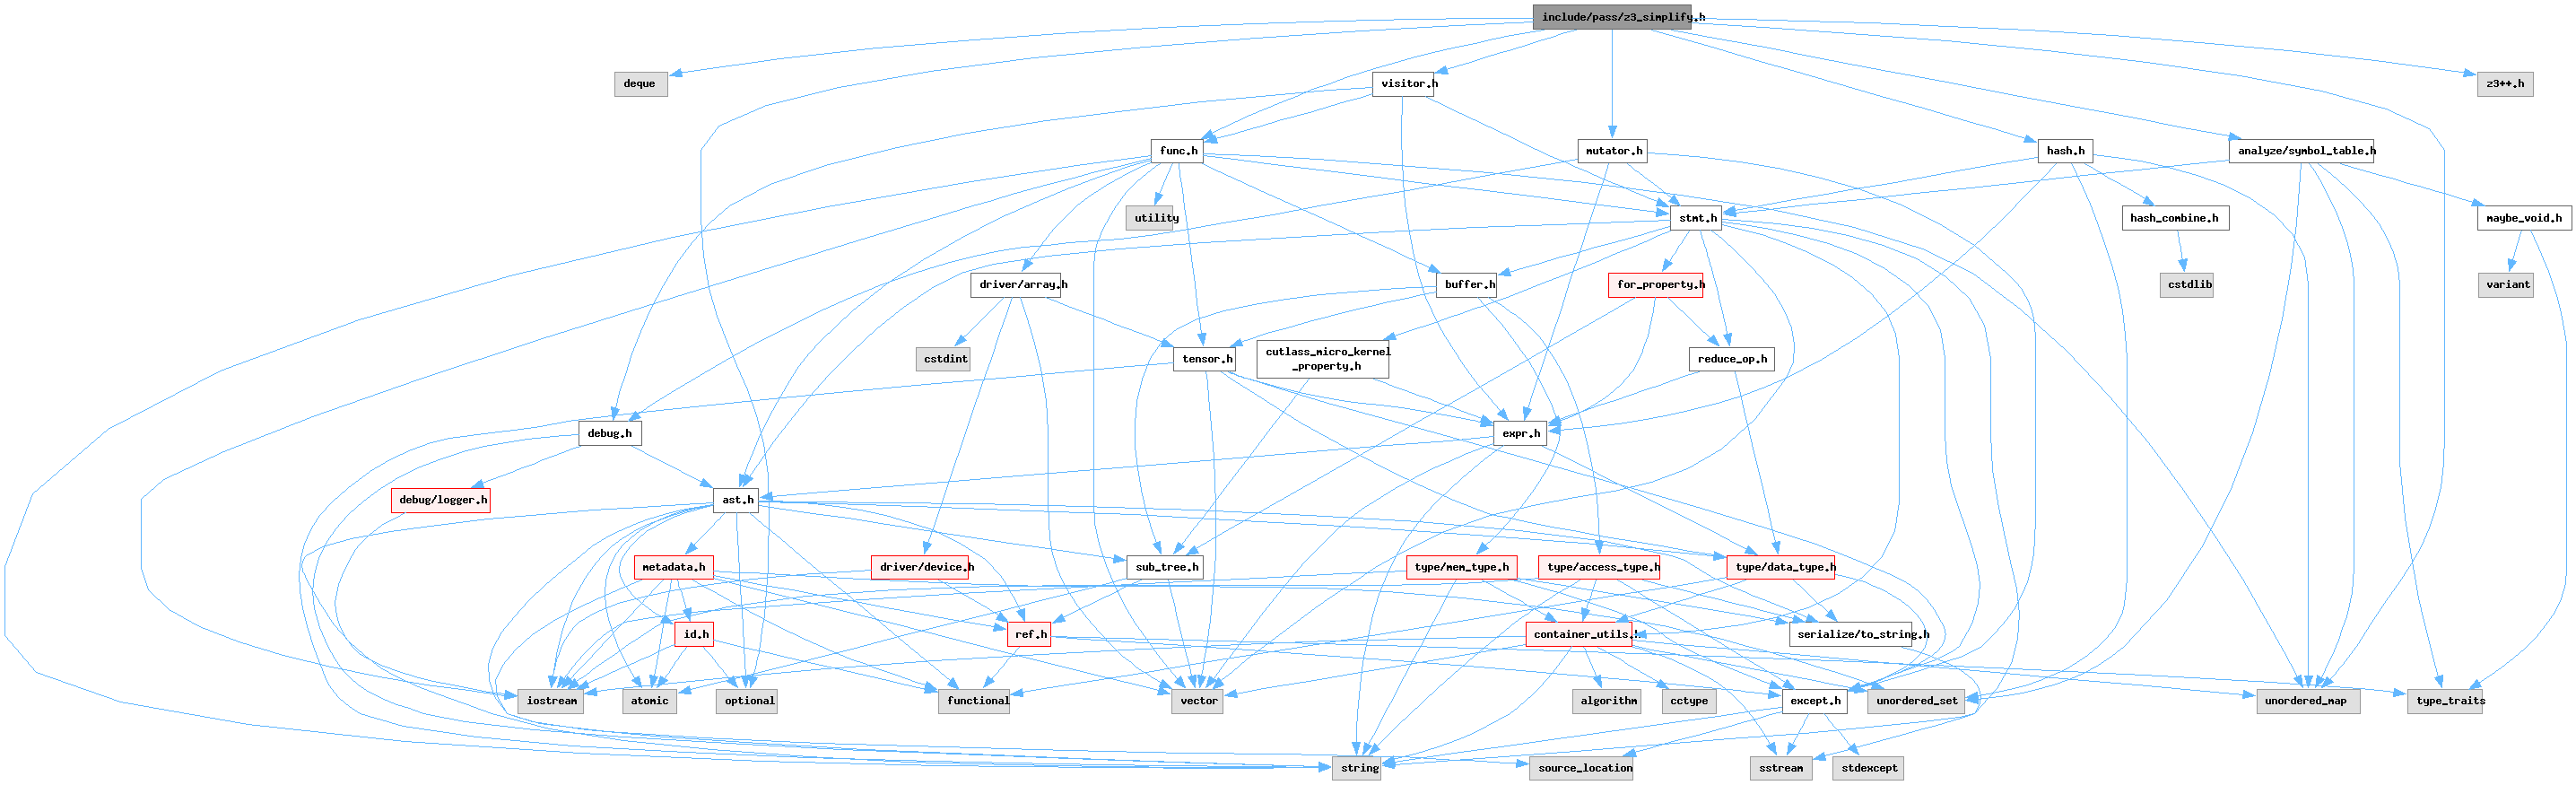 include/pass/z3_simplify.h
deque
visitor.h
z3++.h
func.h
mutator.h
hash.h
analyze/symbol_table.h
utility
stmt.h
hash_combine.h
maybe_void.h
driver/array.h
buffer.h
for_property.h
cstdlib
variant
cstdint
tensor.h
cutlass_micro_kernel
_property.h
reduce_op.h
debug.h
expr.h
debug/logger.h
ast.h
metadata.h
driver/device.h
sub_tree.h
type/mem_type.h
type/access_type.h
type/data_type.h
id.h
ref.h
container_utils.h
serialize/to_string.h
iostream
atomic
optional
functional
vector
algorithm
cctype
except.h
unordered_set
unordered_map
type_traits
string
source_location
sstream
stdexcept